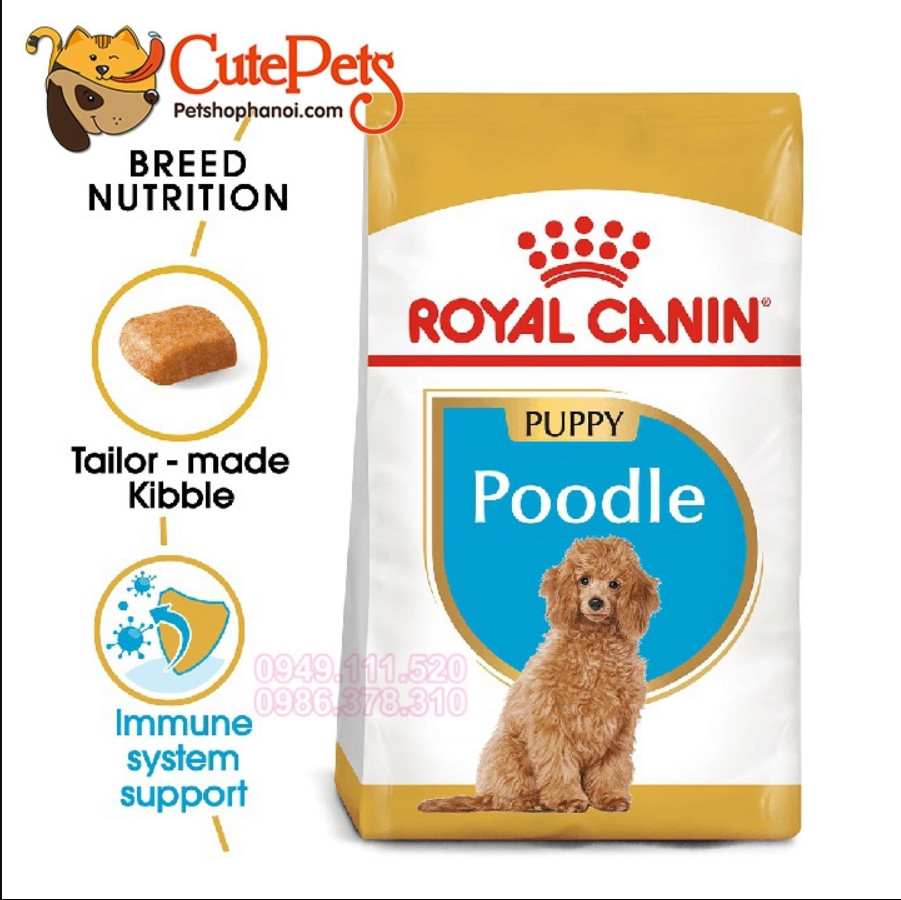 CutePets
Petshophanoi.com
BREED
NUTRITION
Tailor - made
Kibble
Immune
system
support
0949.111.520
0986.378.310
ROYAL CANIN®
PUPPY
Poodle